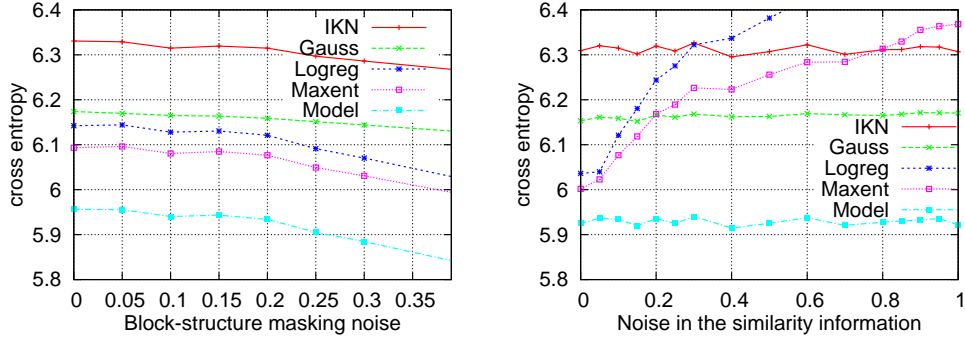 6.4
6.3
6.2
6.1
6
5.9
5.8
cross entropy
IKN
Gauss
Logreg
Maxent
Model
0 0.05 0.1 0.15 0.2 0.25 0.3 0.35
Block-structure masking noise
6.4
6.3
6.2
6.1
6
5.9
5.8
cross entropy
IKN
Gauss
Logreg
Maxent
Model
0 0.2 0.4 0.6 0.8 1
Noise in the similarity information